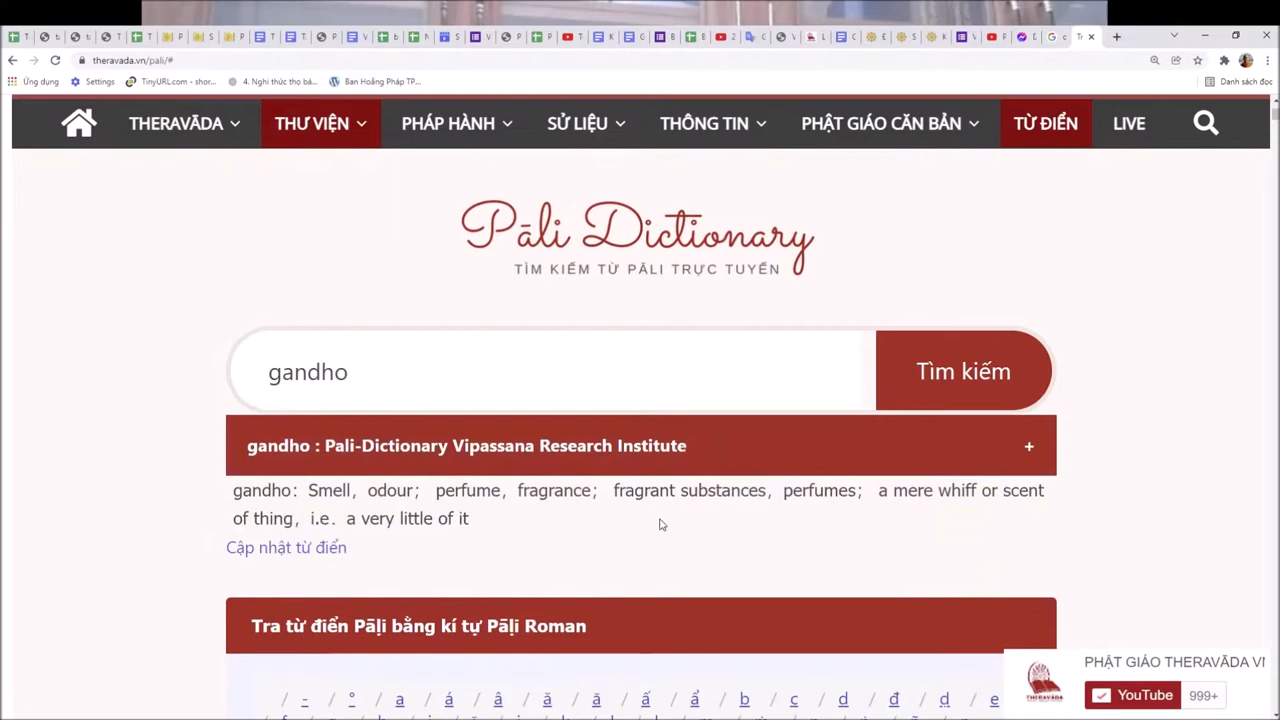 theravada.vn/pali/#
Ứng dụng Settings TinyURL.com - shor... 4. Nghi thức thọ bá... Ban Hoằng Pháp TP... Danh sách đọc
THERAVĀDA THƯ VIỆN PHÁP HÀNH SỬ LIỆU THÔNG TIN PHẬT GIÁO CĂN BẢN TỪ ĐIỂN LIVE
Pāli Dictionary
TÌM KIẾM TỪ PĀLI TRỰC TUYẾN
gandho Tìm kiếm
gandho : Pali-Dictionary Vipassana Research Institute +
gandho: Smell, odour; perfume, fragrance; fragrant substances, perfumes; a mere whiff or scent
of thing, i.e. a very little of it
Cập nhật từ điển
Tra từ điển Pāḷi bằng kí tự Pāḷi Roman
PHẬT GIÁO THERAVĀDA VN
/ - / ° / a / á / â / ă / ā / ấ / ẩ / b / c / d / đ / ḍ / e
YouTube 999+